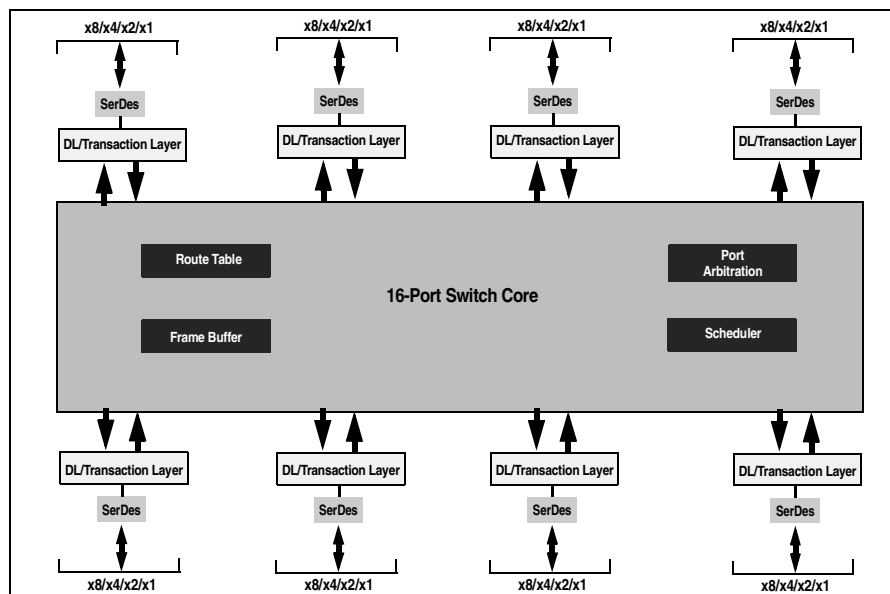 x8/x4/x2/x1 x8/x4/x2/x1 x8/x4/x2/x1 x8/x4/x2/x1
SerDes SerDes SerDes SerDes
DL/Transaction Layer DL/Transaction Layer DL/Transaction Layer DL/Transaction Layer
Route Table
Port
Arbitration
16-Port Switch Core
Frame Buffer
Scheduler
DL/Transaction Layer DL/Transaction Layer DL/Transaction Layer DL/Transaction Layer
SerDes SerDes SerDes SerDes
x8/x4/x2/x1 x8/x4/x2/x1 x8/x4/x2/x1 x8/x4/x2/x1